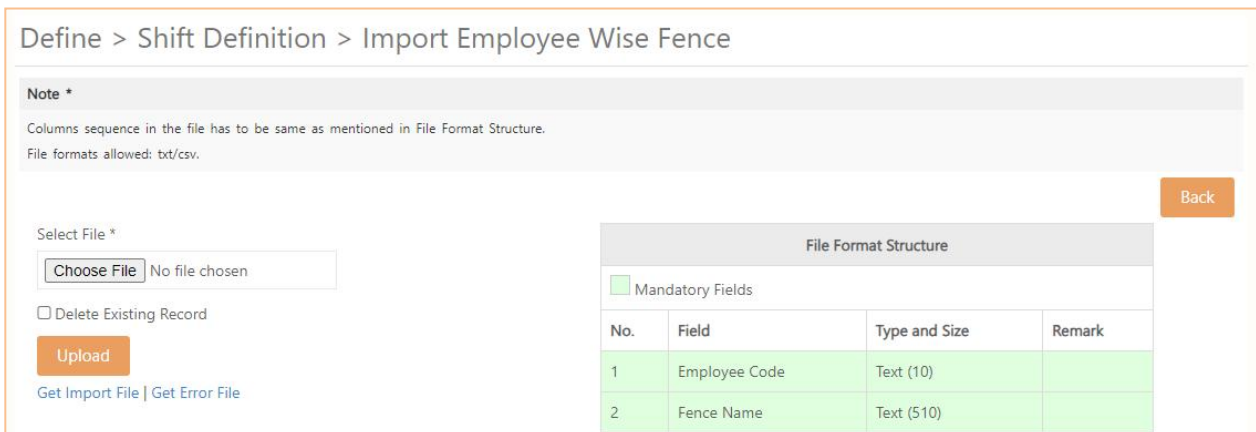 Define > Shift Definition > Import Employee Wise Fence
Note *
Columns sequence in the file has to be same as mentioned in File Format Structure.
File formats allowed: txt/csv.
Back
Select File *
Choose File No file chosen
Delete Existing Record
Upload
Get Import File | Get Error File
File Format Structure
Mandatory Fields
No. Field Type and Size Remark
1 Employee Code Text (10)
2 Fence Name Text (510)